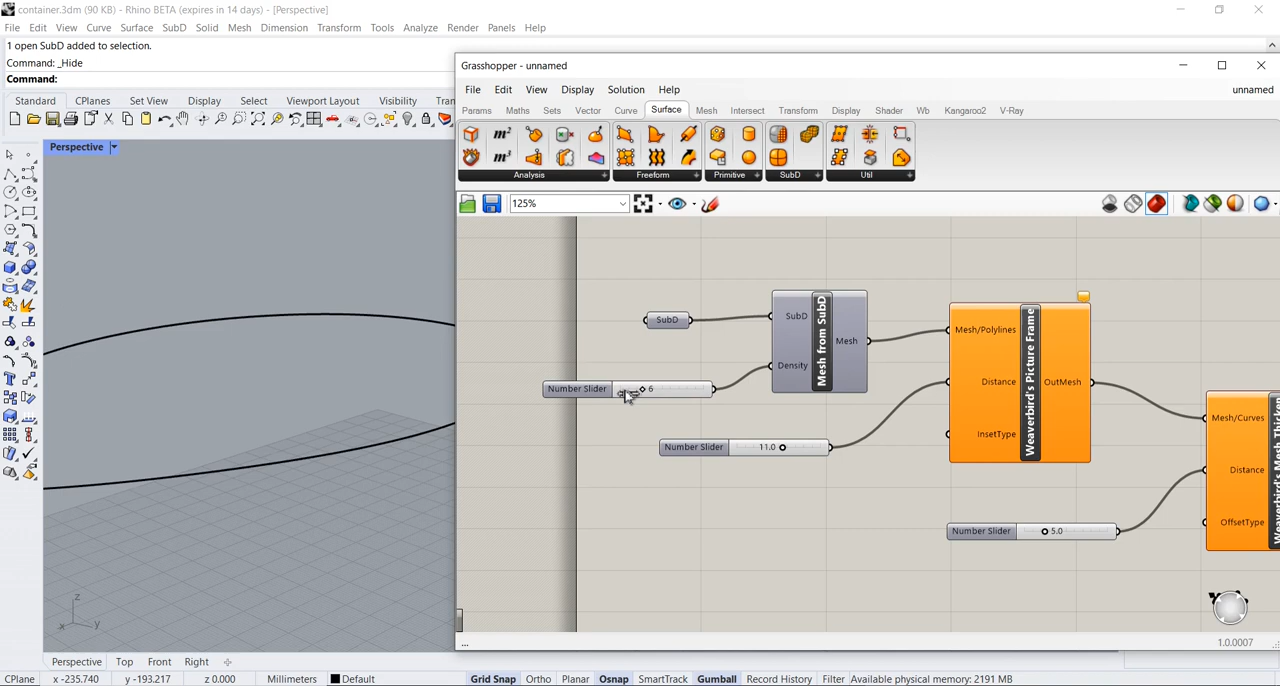 container.3dm (90 KB) - Rhino BETA (expires in 14 days) - [Perspective]
File Edit View Curve Surface SubD Solid Mesh Dimension Transform Tools Analyze Render Panels Help
1 open SubD added to selection.
Command: _Hide
Command:
Standard CPlanes Set View Display Select Viewport Layout Visibility Tran
Perspective
Grasshopper - unnamed
File Edit View Display Solution Help unnamed
Params Maths Sets Vector Curve Surface Mesh Intersect Transform Display Shader Wb Kangaroo2 V-Ray
m² m³
Analysis Freeform Primitive SubD Util
125%
SubD
SubD Density Mesh from SubD Mesh
Number Slider 6
Number Slider 11.0
Mesh/Polylines Distance InsetType Weaverbird's Picture Frame OutMesh
Number Slider 5.0
Mesh/Curves Distance OffsetType Weaverbird's Mesh
...
1.0.0007
z x y
Perspective Top Front Right
CPlane x -235.740 y -193.217 z 0.000 Millimeters Default Grid Snap Ortho Planar Osnap SmartTrack Gumball Record History Filter Available physical memory: 2191 MB